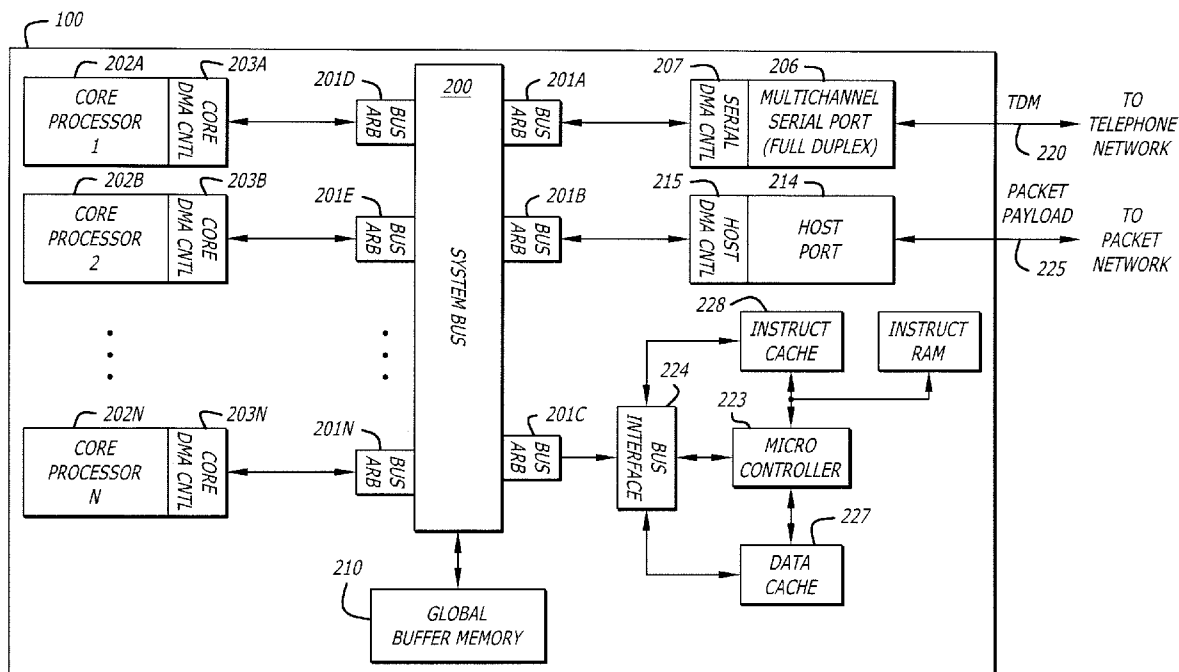 100
202A
203A
CORE
PROCESSOR
1
CORE
DMA CNTL
201D
BUS
ARB
200
SYSTEM BUS
201A
BUS
ARB
207
206
SERIAL
DMA CNTL
MULTICHANNEL
SERIAL PORT
(FULL DUPLEX)
TDM
220
TO
TELEPHONE
NETWORK
202B
203B
CORE
PROCESSOR
2
CORE
DMA CNTL
201E
BUS
ARB
201B
BUS
ARB
215
214
HOST
DMA CNTL
HOST
PORT
PACKET
PAYLOAD
225
TO
PACKET
NETWORK
228
INSTRUCT
CACHE
INSTRUCT
RAM
202N
203N
CORE
PROCESSOR
N
CORE
DMA CNTL
201N
BUS
ARB
201C
BUS
ARB
224
BUS
INTERFACE
223
MICRO
CONTROLLER
227
DATA
CACHE
210
GLOBAL
BUFFER MEMORY